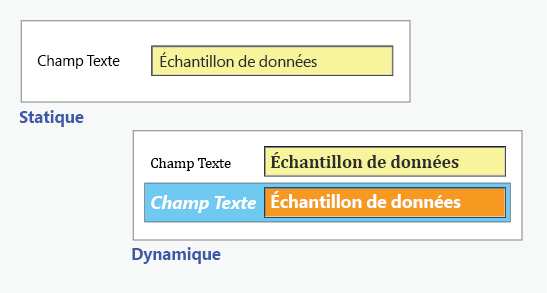 Champ Texte Échantillon de données
Statique
Champ Texte Échantillon de données
Champ Texte Échantillon de données
Dynamique